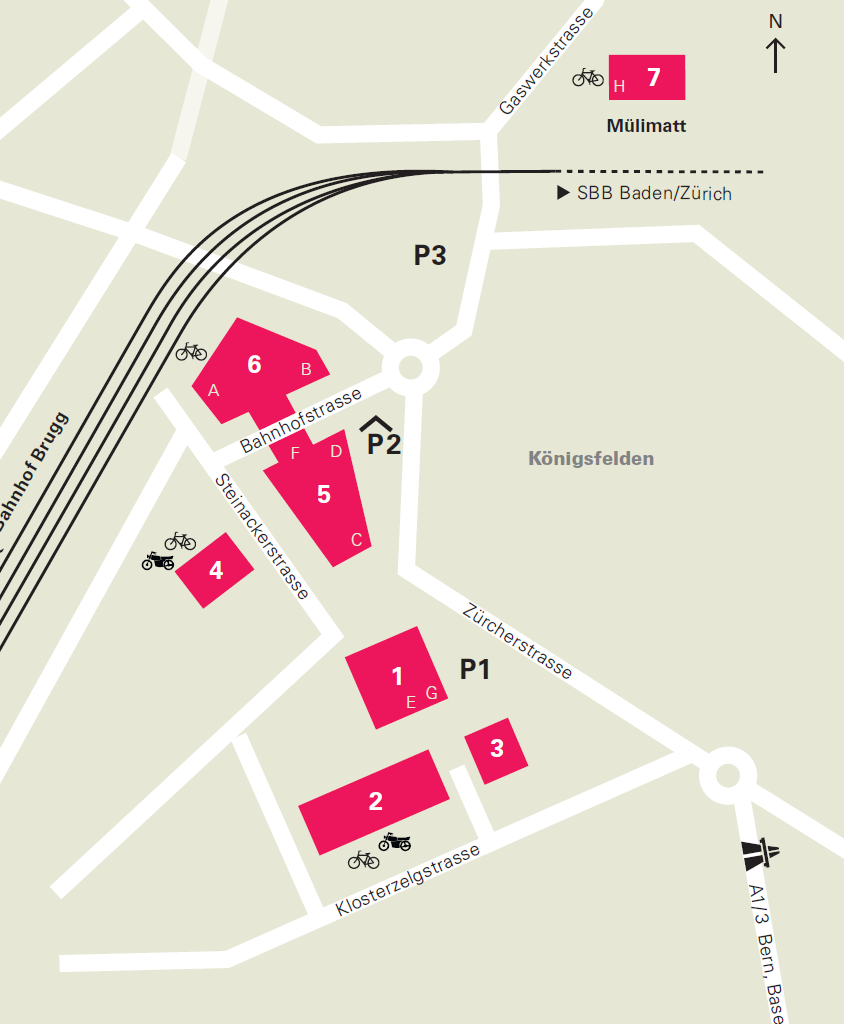 N
Gaswerkstrasse
H 7
Mülimatt
SBB Baden/Zürich
P3
6
A
B
Bahnhofstrasse
P2
F
D
5
C
Königsfelden
Bahnhof Brugg
Steinackerstrasse
4
Zürcherstrasse
1
E
G
P1
3
2
Klosterzelgstrasse
A1/3 Bern, Base